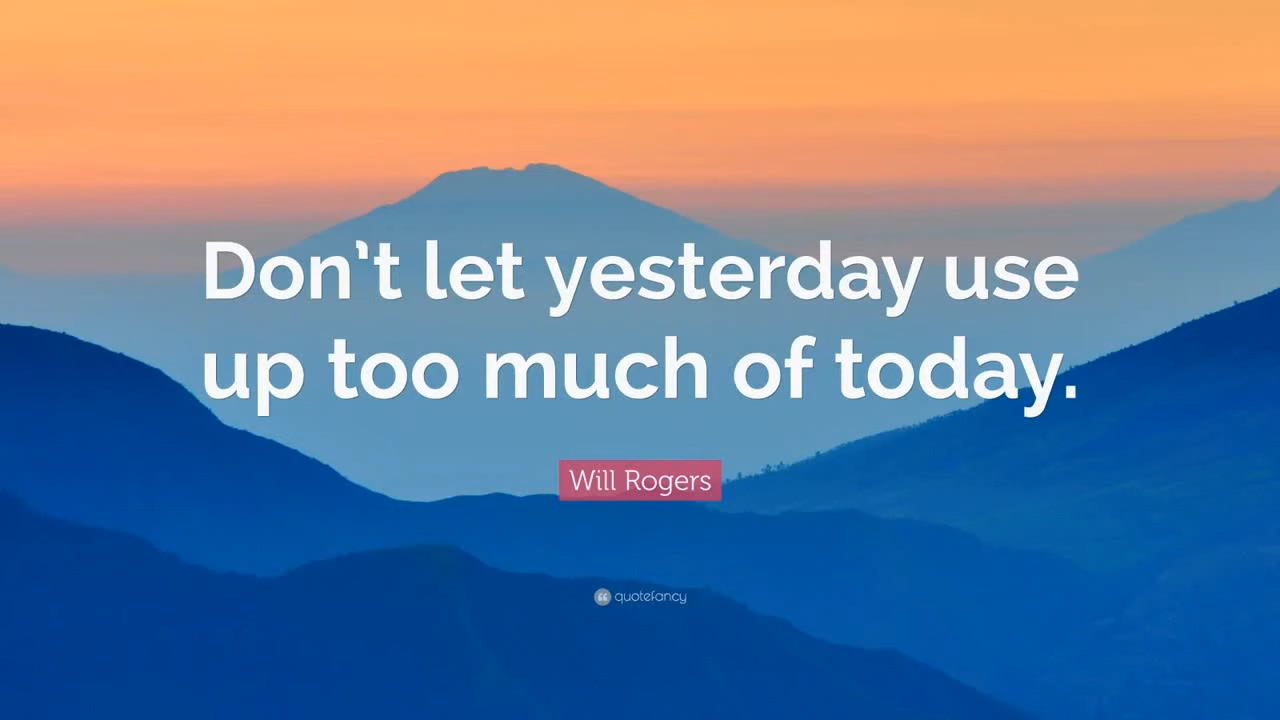 Don’t let yesterday use
up too much of today.
Will Rogers
quotefancy